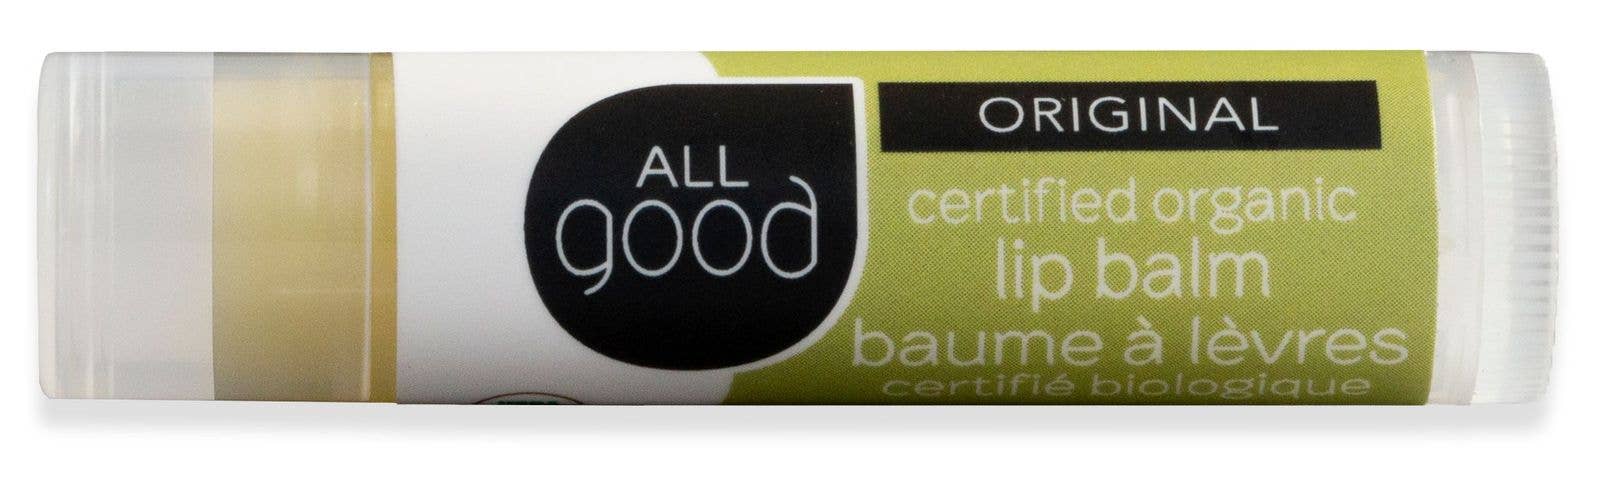 ALL
good
ORIGINAL
certified organic
lip balm
baume à lèvres
certifié biologique